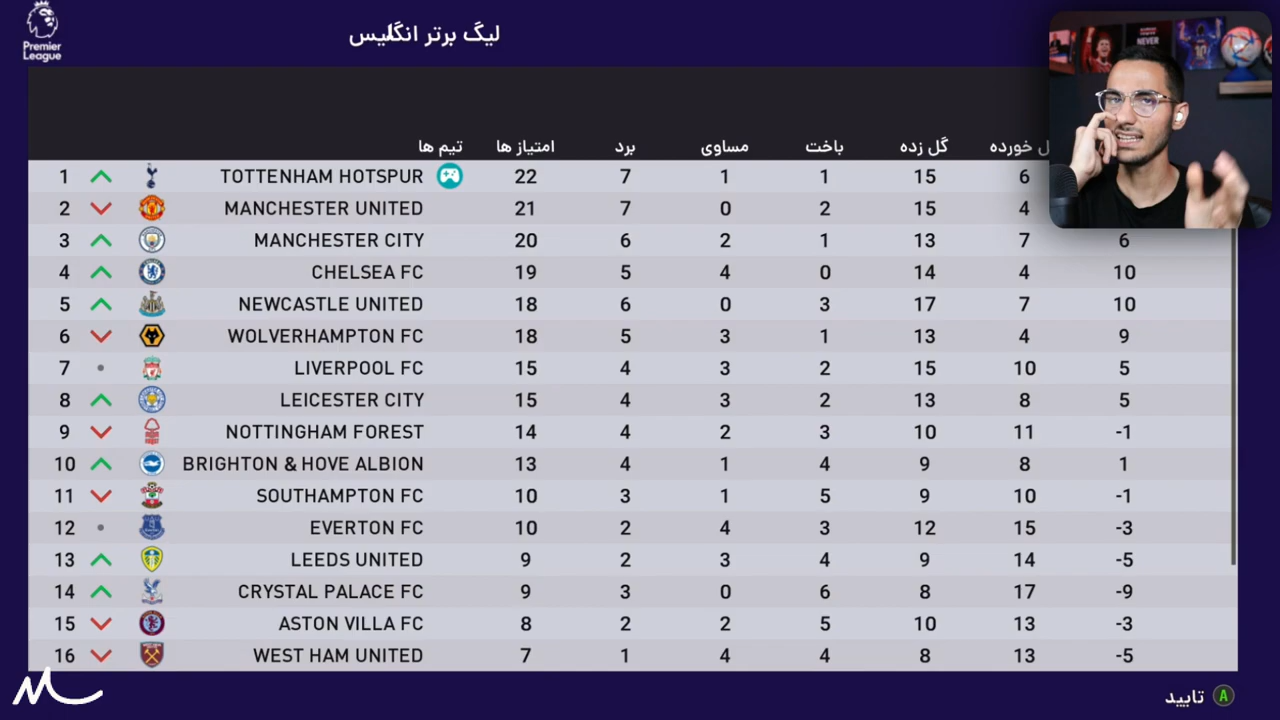 Premier
League
لیگ برتر انگلیس
NEVER
تیم ها امتیاز ها برد مساوی باخت گل زده ل خورده
1 TOTTENHAM HOTSPUR 22 7 1 1 15 6
2 MANCHESTER UNITED 21 7 0 2 15 4
3 MANCHESTER CITY 20 6 2 1 13 7 6
4 CHELSEA FC 19 5 4 0 14 4 10
5 NEWCASTLE UNITED 18 6 0 3 17 7 10
6 WOLVERHAMPTON FC 18 5 3 1 13 4 9
7 LIVERPOOL FC 15 4 3 2 15 10 5
8 LEICESTER CITY 15 4 3 2 13 8 5
9 NOTTINGHAM FOREST 14 4 2 3 10 11 -1
10 BRIGHTON & HOVE ALBION 13 4 1 4 9 8 1
11 SOUTHAMPTON FC 10 3 1 5 9 10 -1
12 EVERTON FC 10 2 4 3 12 15 -3
13 LEEDS UNITED 9 2 3 4 9 14 -5
14 CRYSTAL PALACE FC 9 3 0 6 8 17 -9
15 ASTON VILLA FC 8 2 2 5 10 13 -3
16 WEST HAM UNITED 7 1 4 4 8 13 -5
تایید A